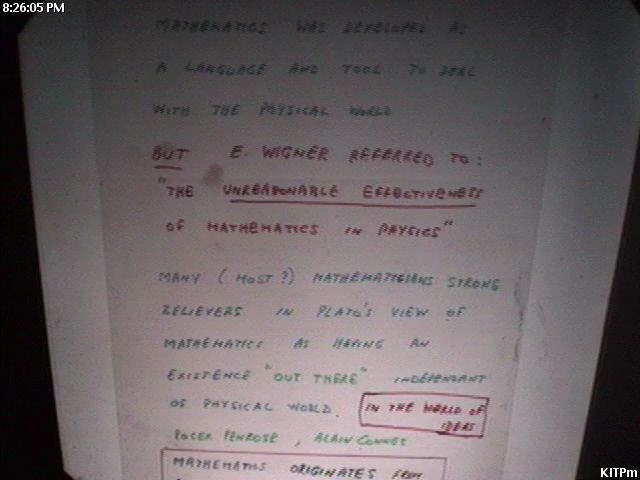 8:26:05 PM
MATHEMATICS WAS DEVELOPED AS
A LANGUAGE AND TOOL TO DEAL
WITH THE PHYSICAL WORLD
BUT E. WIGNER REFERRED TO:
"THE UNREASONABLE EFFECTIVENESS
OF MATHEMATICS IN PHYSICS"
MANY (MOST?) MATHEMATICIANS STRONG
BELIEVERS IN PLATO'S VIEW OF
MATHEMATICS AS HAVING AN
EXISTENCE "OUT THERE" INDEPENDANT
OF PHYSICAL WORLD. IN THE WORLD OF
IDEAS
ROGER PENROSE, ALAIN CONNES
MATHEMATICS ORIGINATES FROM
KITPm